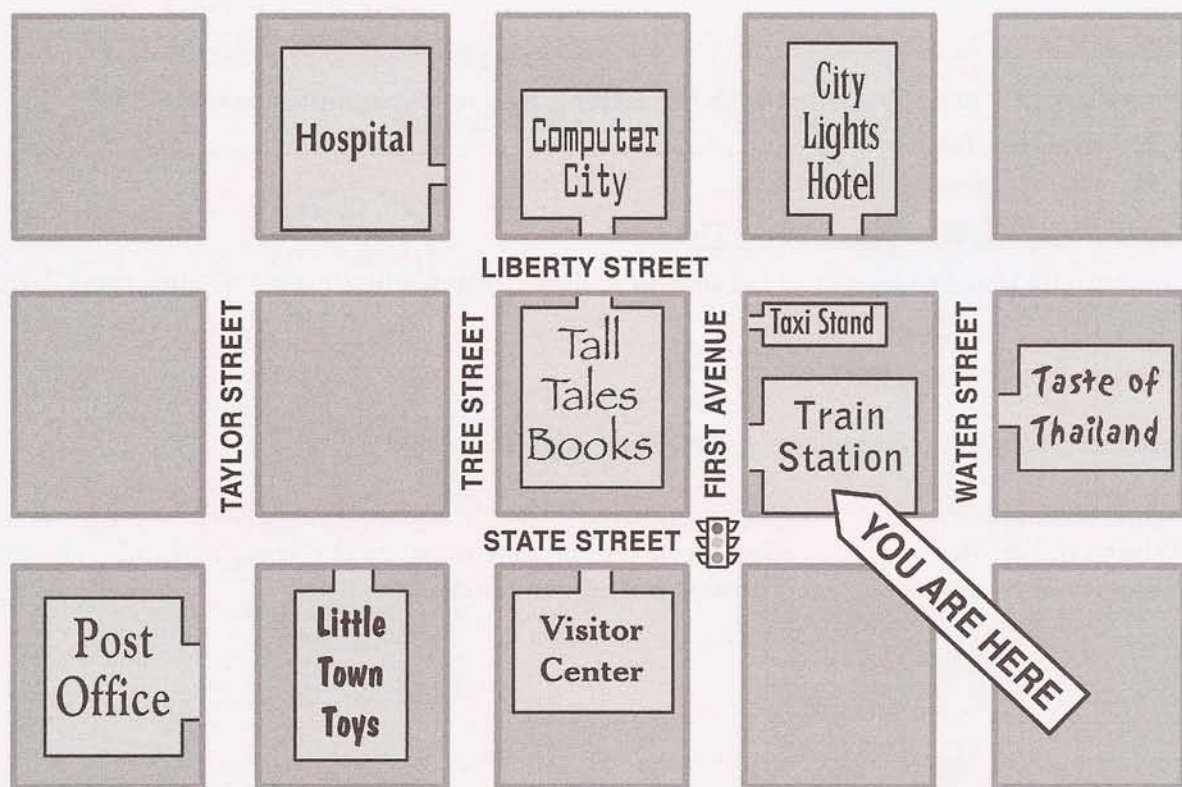 Hospital
Computer
City
City
Lights
Hotel
LIBERTY STREET
TAYLOR STREET
TREE STREET
Tall
Tales
Books
FIRST AVENUE
Taxi Stand
Train
Station
WATER STREET
Taste of
Thailand
STATE STREET
YOU ARE HERE
Post
Office
Little
Town
Toys
Visitor
Center